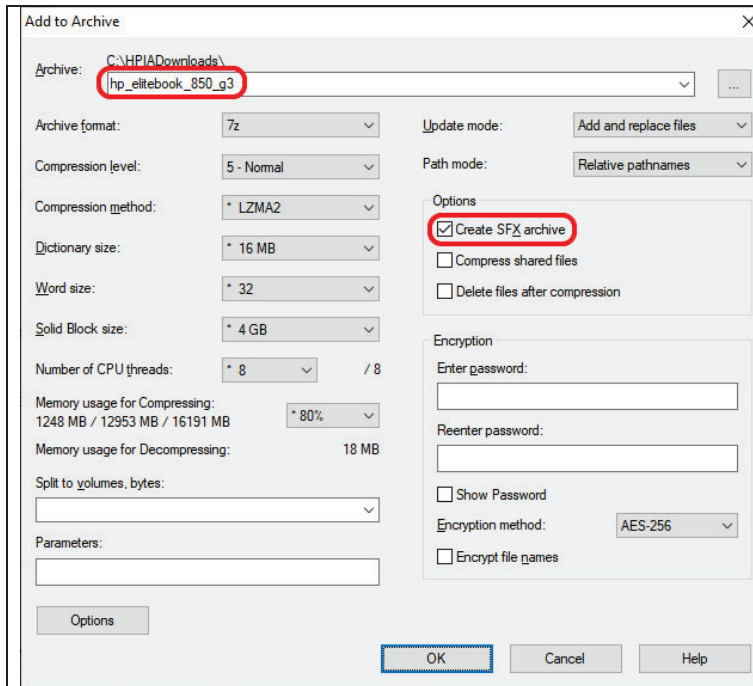 Add to Archive
Archive:
C:\HPIADownloads\
hp_elitebook_850_g3
...
Archive format:
7z
Compression level:
5 - Normal
Compression method:
* LZMA2
Dictionary size:
* 16 MB
Word size:
* 32
Solid Block size:
* 4 GB
Number of CPU threads:
* 8
/ 8
Memory usage for Compressing:
1248 MB / 12953 MB / 16191 MB
* 80%
Memory usage for Decompressing:
18 MB
Split to volumes, bytes:
Parameters:
Options
Update mode:
Add and replace files
Path mode:
Relative pathnames
Options
Create SFX archive
Compress shared files
Delete files after compression
Encryption
Enter password:
Reenter password:
Show Password
Encryption method:
AES-256
Encrypt file names
OK
Cancel
Help